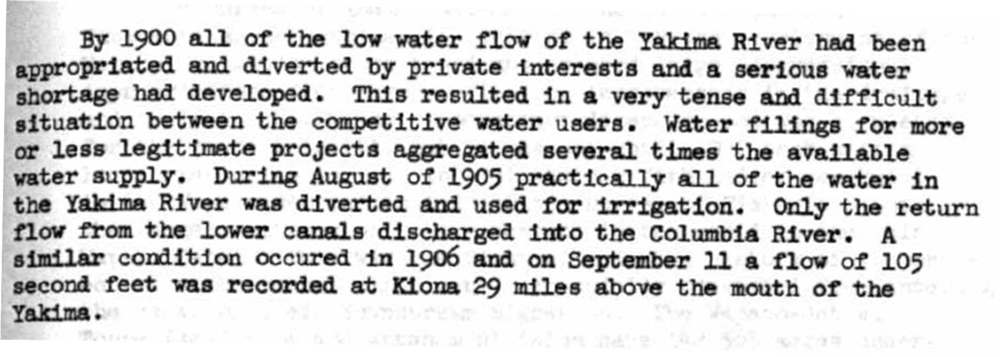 By 1900 all of the low water flow of the Yakima River had been
appropriated and diverted by private interests and a serious water
shortage had developed. This resulted in a very tense and difficult
situation between the competitive water users. Water filings for more
or less legitimate projects aggregated several times the available
water supply. During August of 1905 practically all of the water in
the Yakima River was diverted and used for irrigation. Only the return
flow from the lower canals discharged into the Columbia River. A
similar condition occured in 1906 and on September 11 a flow of 105
second feet was recorded at Kiona 29 miles above the mouth of the
Yakima.